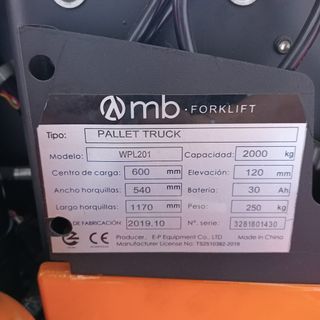 amb · FORKLIFT
Tipo: PALLET TRUCK
Modelo: WPL201 Capacidad: 2000 kg
Centro de carga: 600 mm Elevación: 120 mm
Ancho horquillas: 540 mm Batería: 30 Ah
Largo horquillas: 1170 mm Peso: 250 kg
DE FABRICACIÓN: 2019.10 Nº. serie: 3281801430
CE Producer, E-P Equipment Co., LTD Made in China
Manufacturer License No: TS2510382-2018